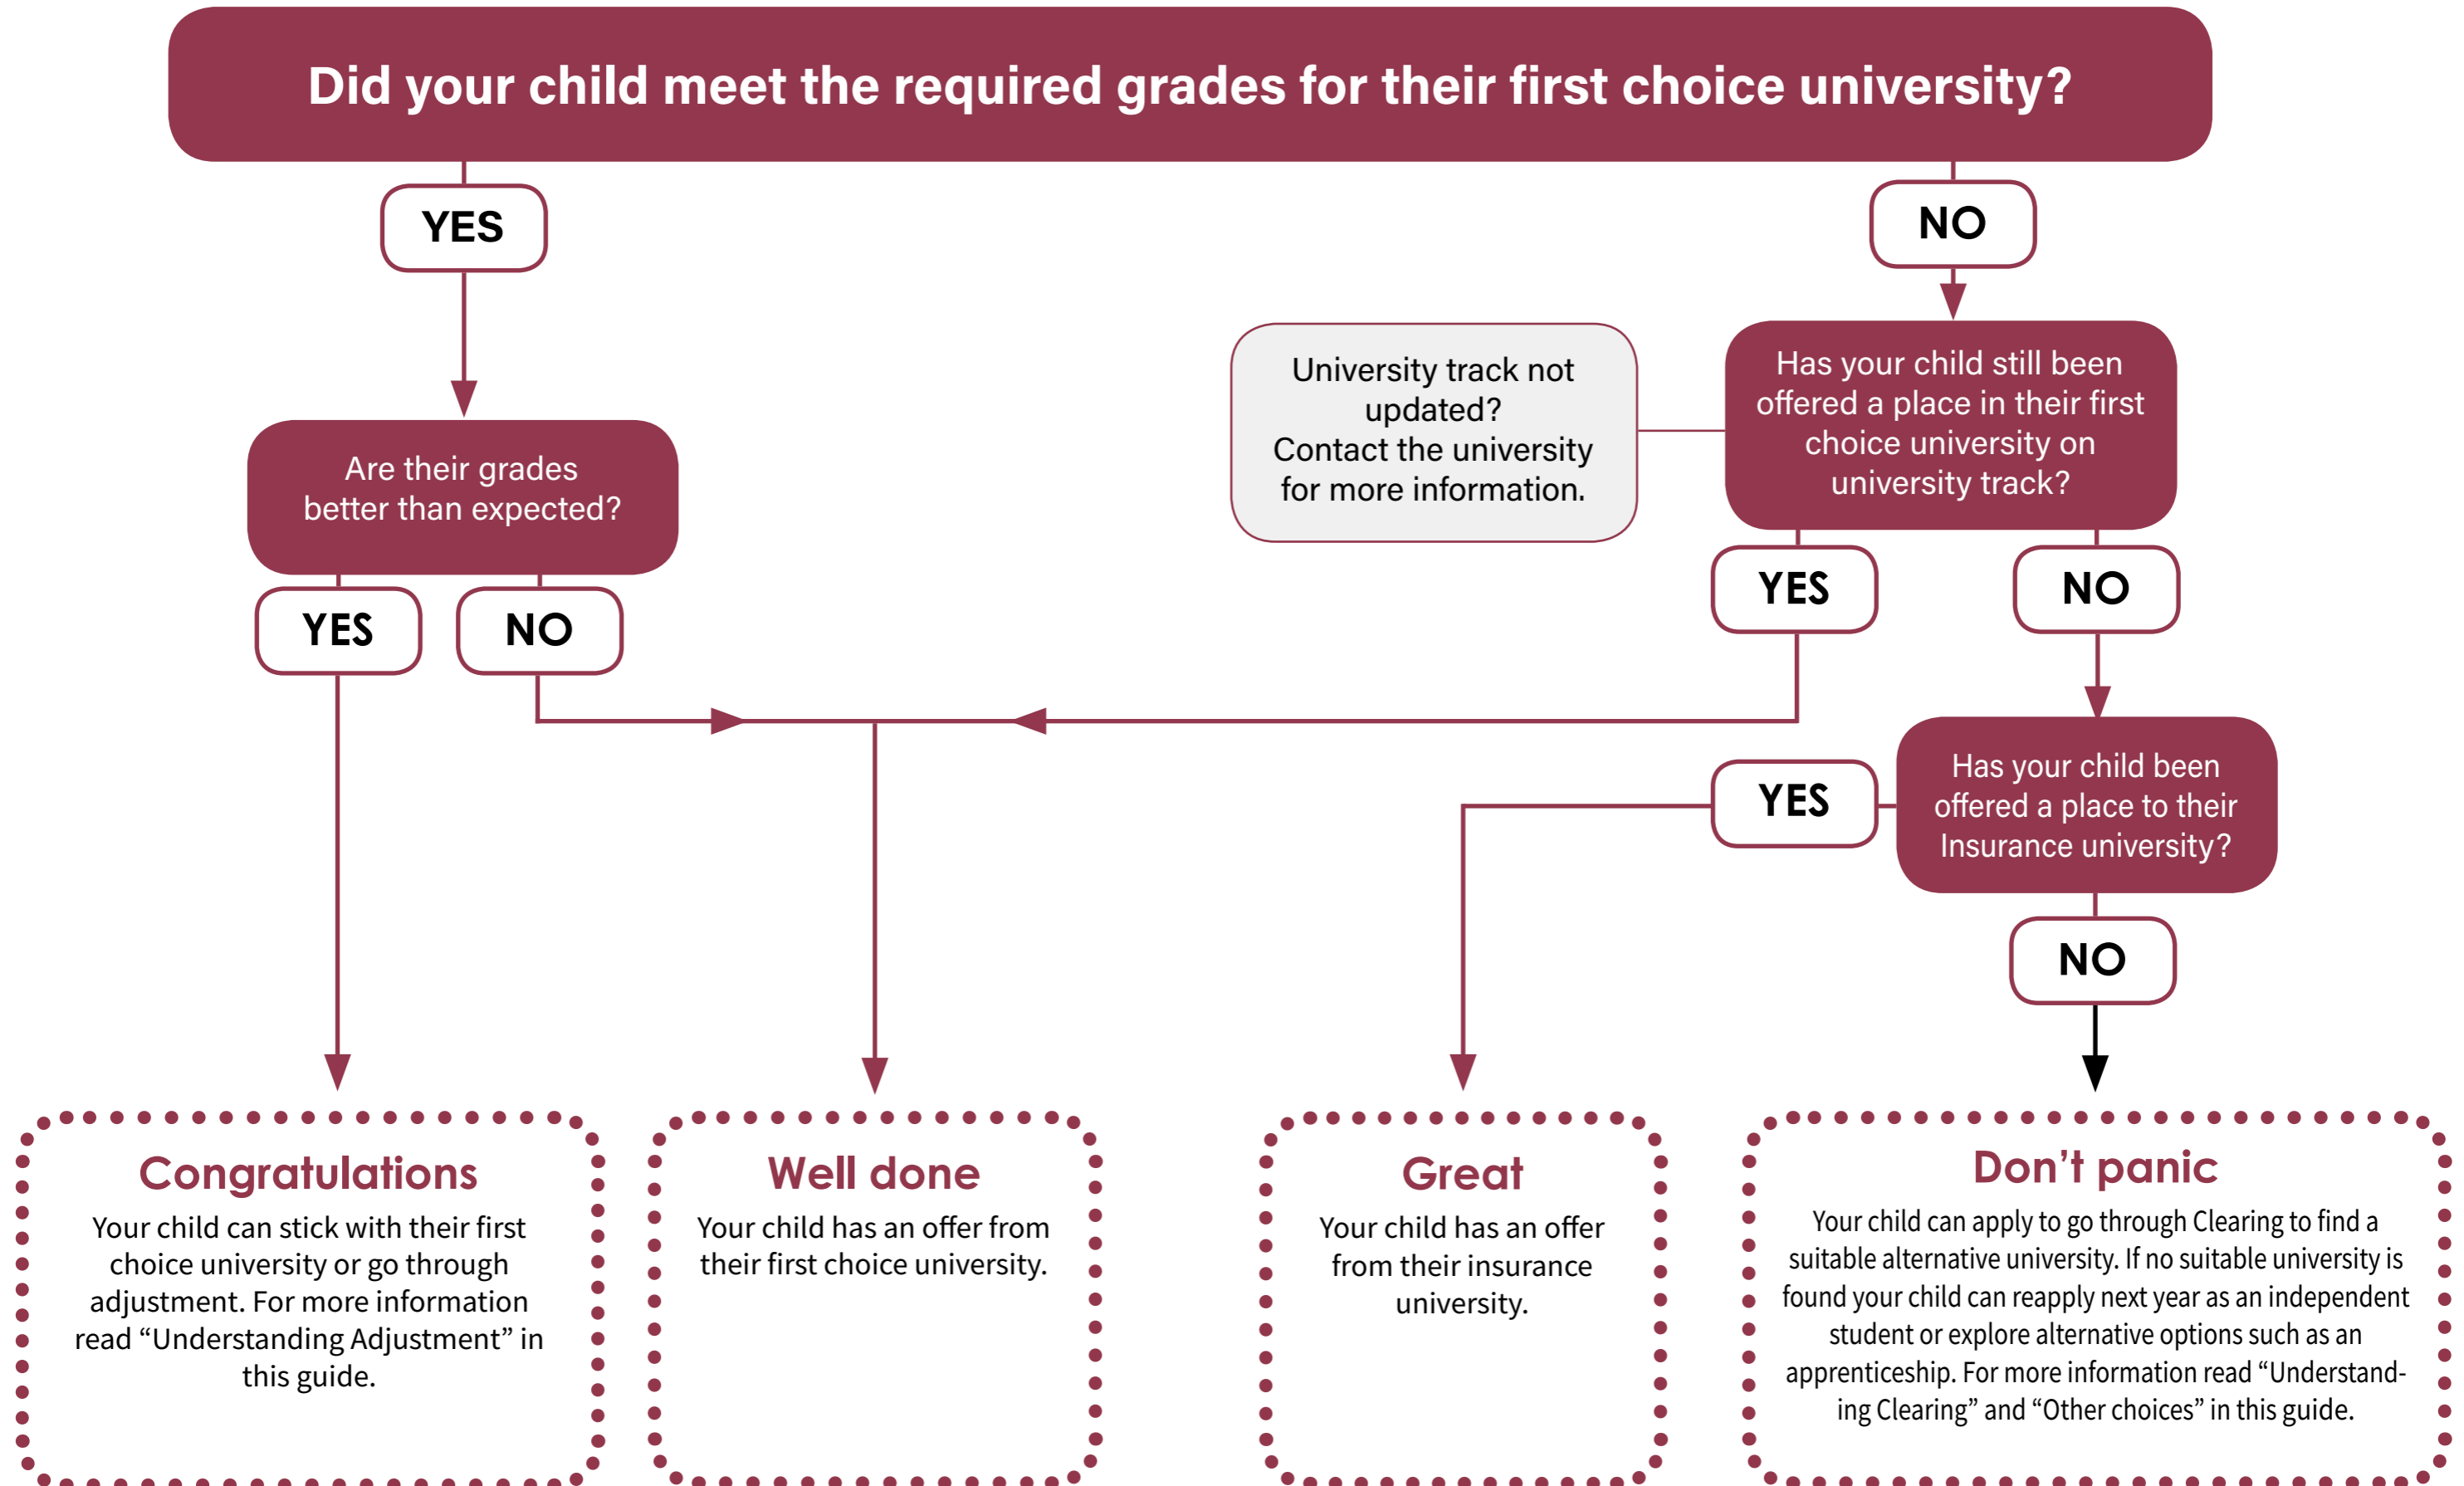 Did your child meet the required grades for their first choice university?
YES
NO
University track not
updated?
Contact the university
for more information.
Has your child still been
offered a place in their first
choice university on
university track?
Are their grades
better than expected?
YES
NO
YES
NO
Has your child been
offered a place to their
Insurance university?
YES
NO
Congratulations
Your child can stick with their first
choice university or go through
adjustment. For more information
read “Understanding Adjustment” in
this guide.
Well done
Your child has an offer from
their first choice university.
Great
Your child has an offer
from their insurance
university.
Don’t panic
Your child can apply to go through Clearing to find a
suitable alternative university. If no suitable university is
found your child can reapply next year as an independent
student or explore alternative options such as an
apprenticeship. For more information read “Understand-
ing Clearing” and “Other choices” in this guide.